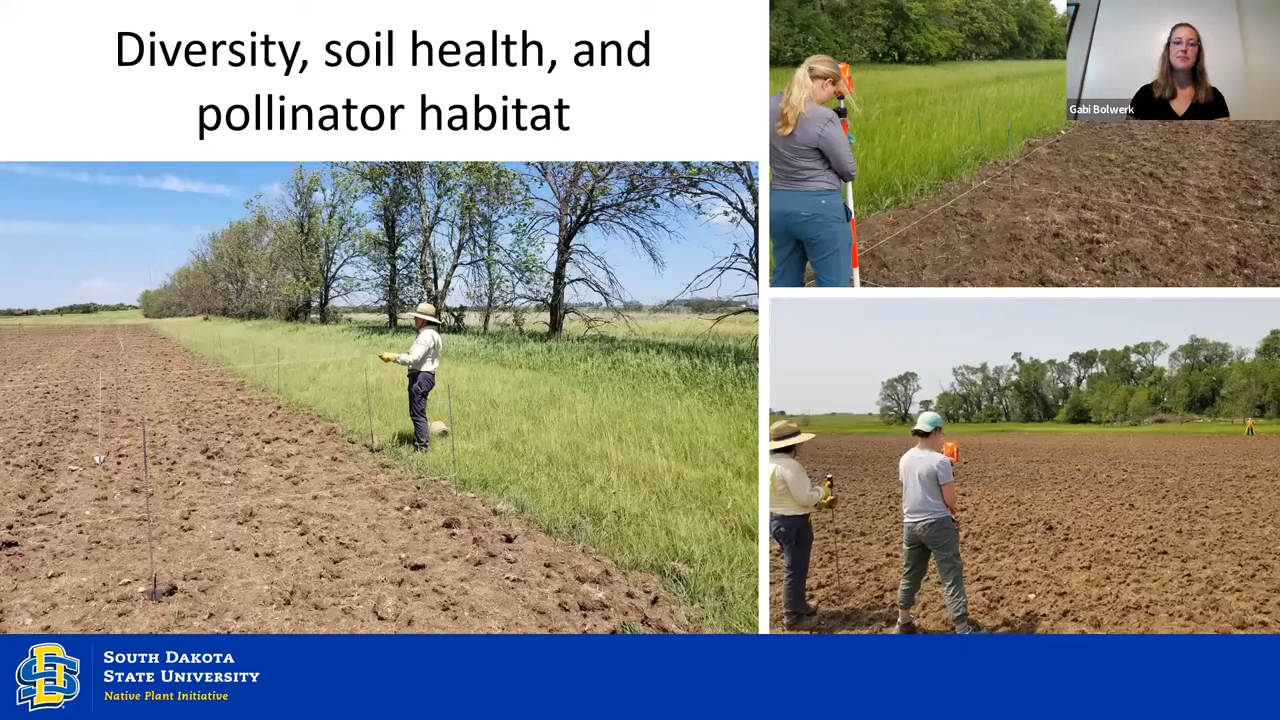 Diversity, soil health, and
pollinator habitat
Gabi Bolwerk
South Dakota
State University
Native Plant Initiative